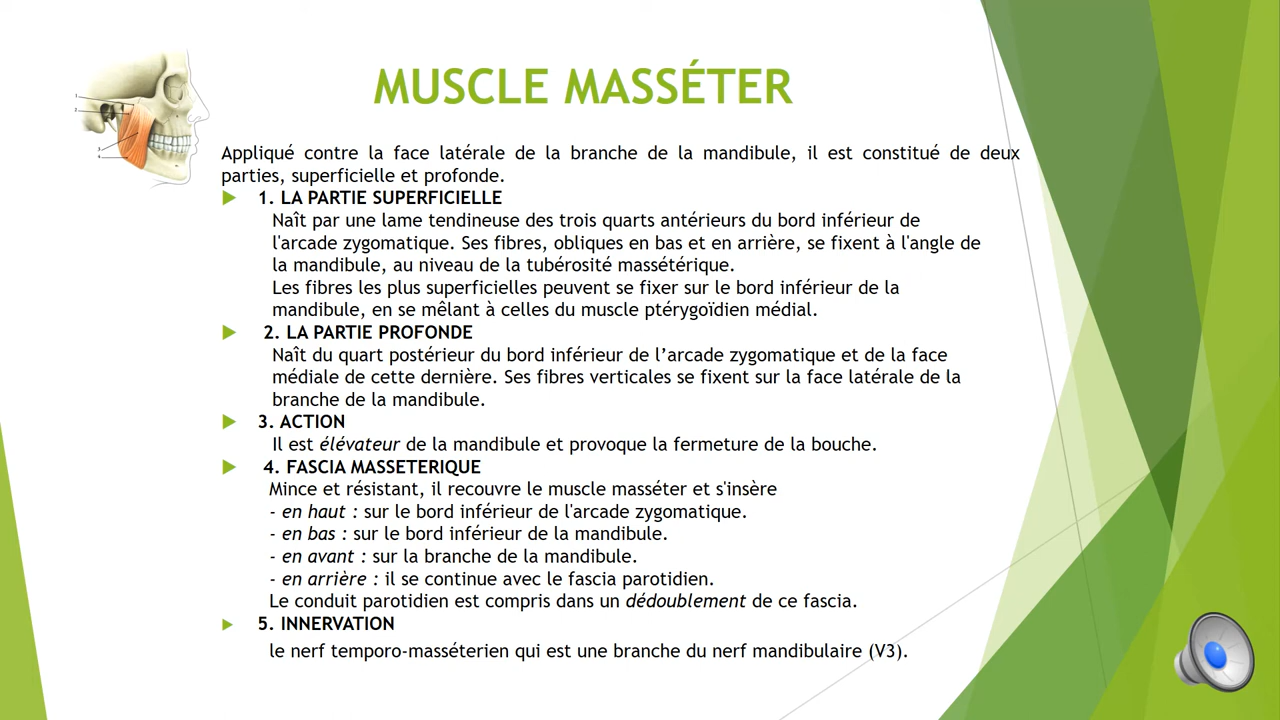 MUSCLE MASSÉTER
Appliqué contre la face latérale de la branche de la mandibule, il est constitué de deux
parties, superficielle et profonde.
1. LA PARTIE SUPERFICIELLE
Naît par une lame tendineuse des trois quarts antérieurs du bord inférieur de
l'arcade zygomatique. Ses fibres, obliques en bas et en arrière, se fixent à l'angle de
la mandibule, au niveau de la tubérosité massétérique.
Les fibres les plus superficielles peuvent se fixer sur le bord inférieur de la
mandibule, en se mêlant à celles du muscle ptérygoïdien médial.
2. LA PARTIE PROFONDE
Naît du quart postérieur du bord inférieur de l’arcade zygomatique et de la face
médiale de cette dernière. Ses fibres verticales se fixent sur la face latérale de la
branche de la mandibule.
3. ACTION
Il est élévateur de la mandibule et provoque la fermeture de la bouche.
4. FASCIA MASSETERIQUE
Mince et résistant, il recouvre le muscle masséter et s'insère
- en haut : sur le bord inférieur de l'arcade zygomatique.
- en bas : sur le bord inférieur de la mandibule.
- en avant : sur la branche de la mandibule.
- en arrière : il se continue avec le fascia parotidien.
Le conduit parotidien est compris dans un dédoublement de ce fascia.
5. INNERVATION
le nerf temporo-masséterien qui est une branche du nerf mandibulaire (V3).